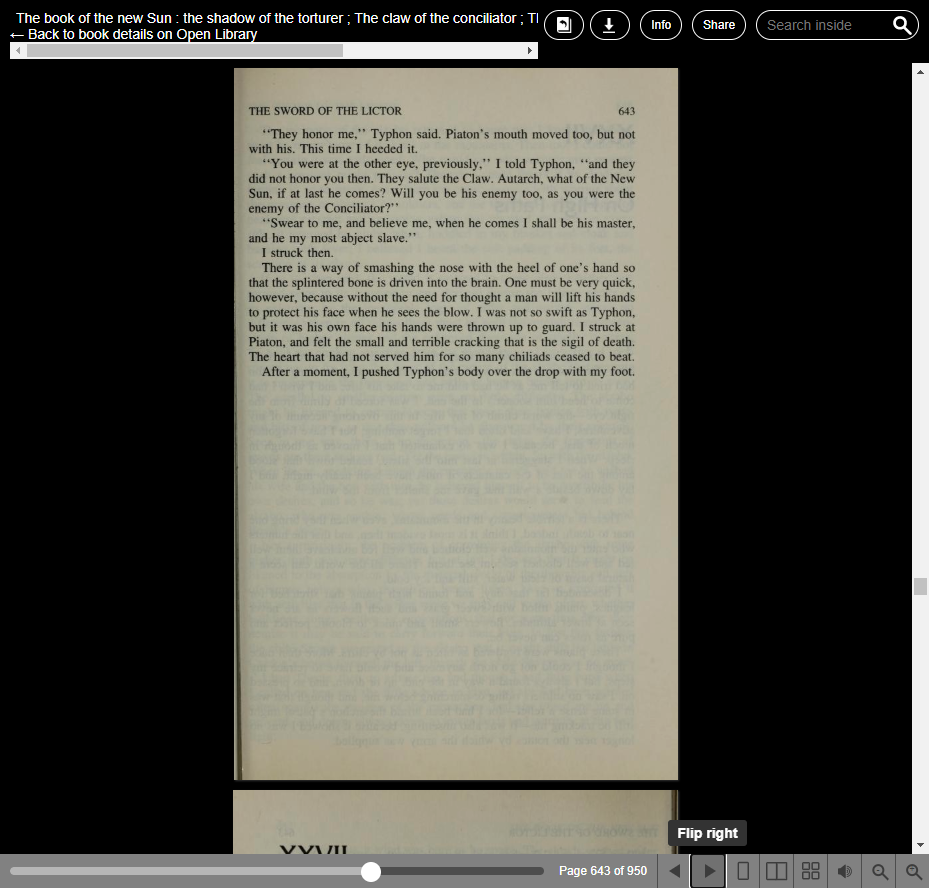 The book of the new Sun : the shadow of the torturer ; The claw of the conciliator ; Tl
← Back to book details on Open Library
Info
Share
Search inside
THE SWORD OF THE LICTOR 643
‘‘They honor me,’’ Typhon said. Piaton’s mouth moved too, but not
with his. This time I heeded it.
‘‘You were at the other eye, previously,’’ I told Typhon, ‘‘and they
did not honor you then. They salute the Claw. Autarch, what of the New
Sun, if at last he comes? Will you be his enemy too, as you were the
enemy of the Conciliator?’’
‘‘Swear to me, and believe me, when he comes I shall be his master,
and he my most abject slave.’’
I struck then.
There is a way of smashing the nose with the heel of one’s hand so
that the splintered bone is driven into the brain. One must be very quick,
however, because without the need for thought a man will lift his hands
to protect his face when he sees the blow. I was not so swift as Typhon,
but it was his own face his hands were thrown up to guard. I struck at
Piaton, and felt the small and terrible cracking that is the sigil of death.
The heart that had not served him for so many chiliads ceased to beat.
After a moment, I pushed Typhon’s body over the drop with my foot.
XXVII
Flip right
Page 643 of 950